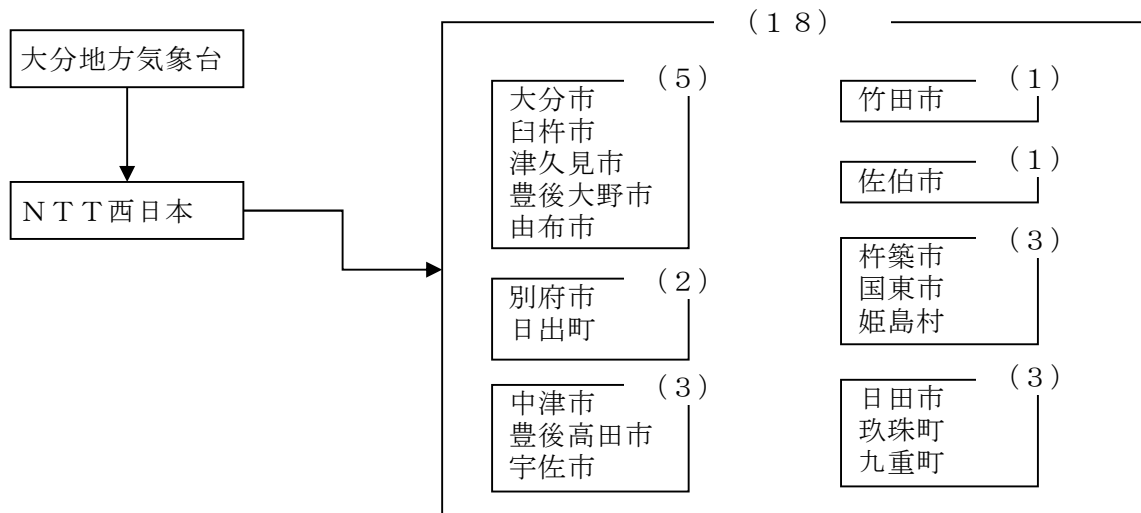 大分地方気象台
ＮＴＴ西日本
（１８）
（５）
大分市
臼杵市
津久見市
豊後大野市
由布市
（２）
別府市
日出町
（３）
中津市
豊後高田市
宇佐市
（１）
竹田市
（１）
佐伯市
（３）
杵築市
国東市
姫島村
（３）
日田市
玖珠町
九重町